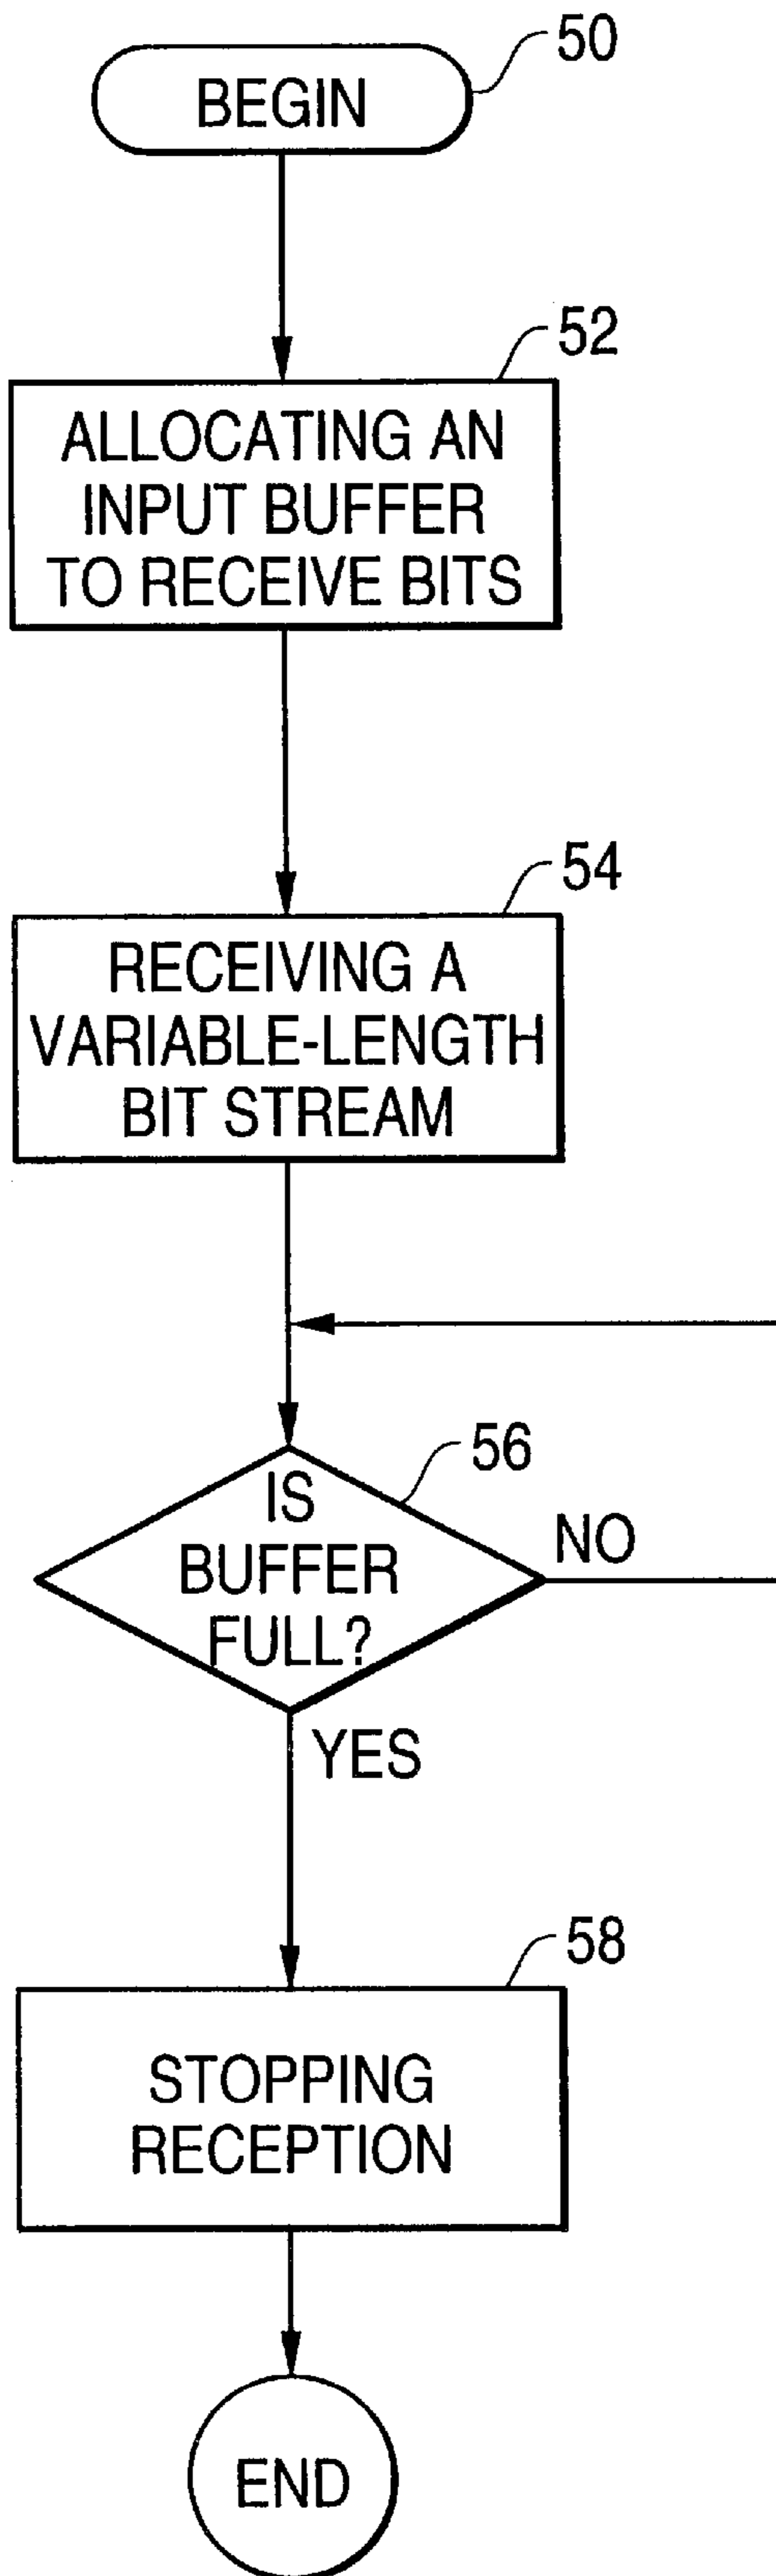 50
BEGIN
52
ALLOCATING AN
INPUT BUFFER
TO RECEIVE BITS
54
RECEIVING A
VARIABLE-LENGTH
BIT STREAM
56
IS
BUFFER
FULL?
NO
YES
58
STOPPING
RECEPTION
END